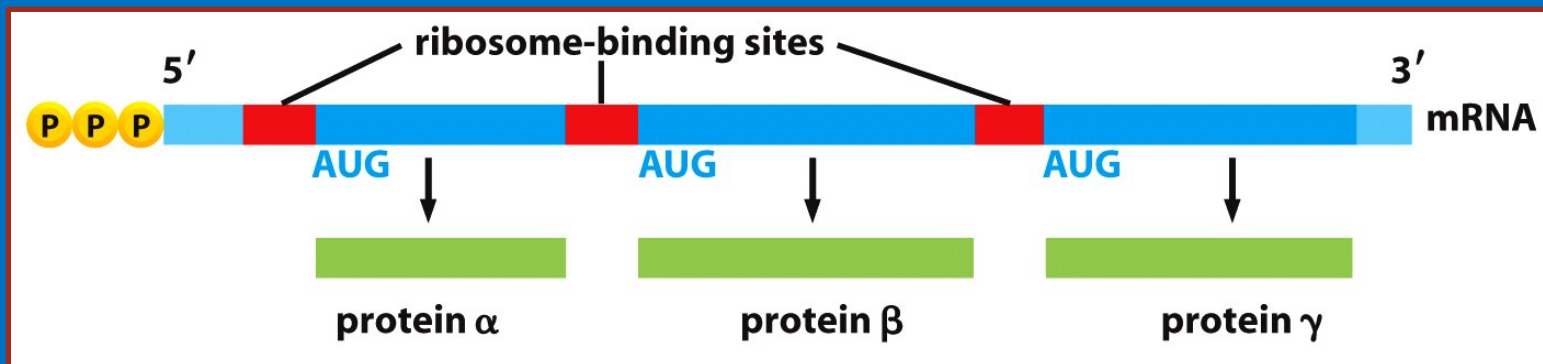 ribosome-binding sites
5′ 3′
P P P mRNA
AUG AUG AUG
protein α protein β protein γ